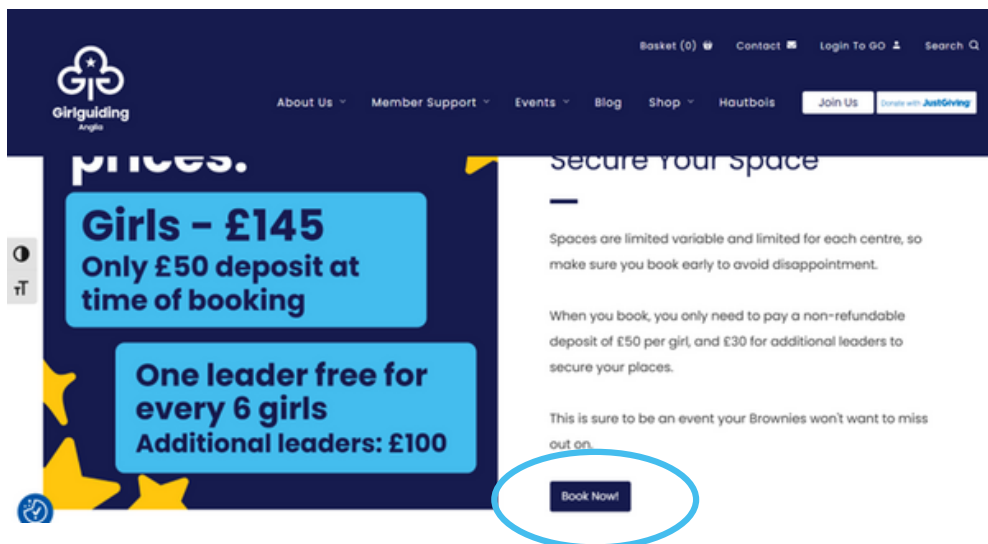 Basket (0) Contact Login To GO Search
Girlguiding
Anglia
About Us Member Support Events Blog Shop Hautbois Join Us Donate with JustGiving
prices.
Girls - £145
Only £50 deposit at
time of booking
One leader free for
every 6 girls
Additional leaders: £100
Secure Your Space
Spaces are limited variable and limited for each centre, so
make sure you book early to avoid disappointment.
When you book, you only need to pay a non-refundable
deposit of £50 per girl, and £30 for additional leaders to
secure your places.
This is sure to be an event your Brownies won't want to miss
out on.
Book Now!
TT